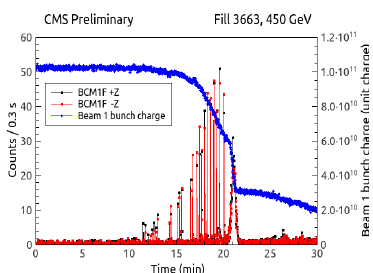 CMS Preliminary Fill 3663, 450 GeV
60 1.2·10¹¹
50 1.0·10¹¹
40 8.0·10¹⁰
30 6.0·10¹⁰
20 4.0·10¹⁰
10 2.0·10¹⁰
0 0
BCM1F +Z
BCM1F -Z
Beam 1 bunch charge
Counts / 0.3 s
Beam 1 bunch charge (unit charge)
0 5 10 15 20 25 30
Time (min)